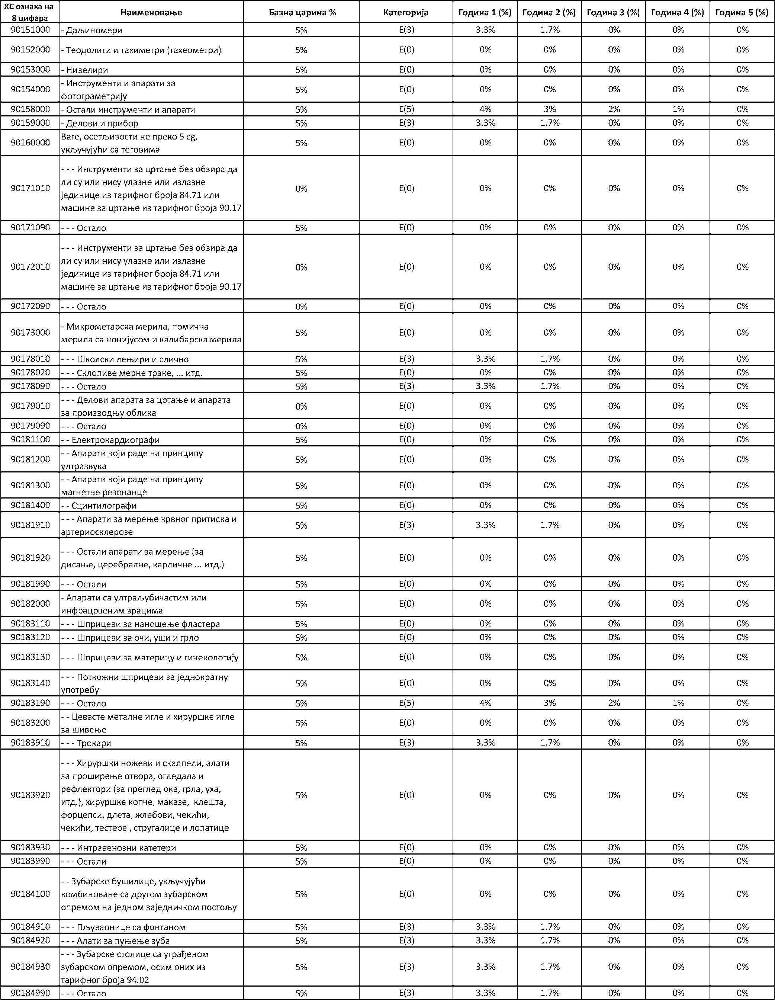 ХС ознака на
8 цифара Наименовање Базна царина % Категорија Година 1 (%) Година 2 (%) Година 3 (%) Година 4 (%) Година 5 (%)
90151000 - Даљиномери 5% E(3) 3.3% 1.7% 0% 0% 0%
90152000 - Теодолити и тахиметри (тахеометри) 5% E(0) 0% 0% 0% 0% 0%
90153000 - Нивелири 5% E(0) 0% 0% 0% 0% 0%
90154000 - Инструменти и апарати за
фотограметрију 5% E(0) 0% 0% 0% 0% 0%
90158000 - Остали инструменти и апарати 5% E(5) 4% 3% 2% 1% 0%
90159000 - Делови и прибор 5% E(3) 3.3% 1.7% 0% 0% 0%
90160000 Ваге, осетљивости не преко 5 cg,
укључујући са теговима 5% E(0) 0% 0% 0% 0% 0%
90171010 - - - Инструменти за цртање без обзира да
ли су или нису улазне или излазне
јединице из тарифног броја 84.71 или
машине за цртање из тарифног броја 90.17 0% E(0) 0% 0% 0% 0% 0%
90171090 - - - Остало 5% E(0) 0% 0% 0% 0% 0%
90172010 - - - Инструменти за цртање без обзира да
ли су или нису улазне или излазне
јединице из тарифног броја 84.71 или
машине за цртање из тарифног броја 90.17 0% E(0) 0% 0% 0% 0% 0%
90172090 - - - Остало 0% E(0) 0% 0% 0% 0% 0%
90173000 - Микрометарска мерила, помична
мерила са нонијусом и калибарска мерила 5% E(0) 0% 0% 0% 0% 0%
90178010 - - - Школски лењири и слично 5% E(3) 3.3% 1.7% 0% 0% 0%
90178020 - - - Склопиве мерне траке, ... итд. 5% E(0) 0% 0% 0% 0% 0%
90178090 - - - Остало 5% E(3) 3.3% 1.7% 0% 0% 0%
90179010 - - - Делови апарата за цртање и апарата
за производњу облика 0% E(0) 0% 0% 0% 0% 0%
90179090 - - - Остало 0% E(0) 0% 0% 0% 0% 0%
90181100 - - Електрокардиографи 5% E(0) 0% 0% 0% 0% 0%
90181200 - - Апарати који раде на принципу
ултразвука 5% E(0) 0% 0% 0% 0% 0%
90181300 - - Апарати који раде на принципу
магнетне резонанце 5% E(0) 0% 0% 0% 0% 0%
90181400 - - Сцинтилографи 5% E(0) 0% 0% 0% 0% 0%
90181910 - - - Апарати за мерење крвног притиска и
артериосклерозе 5% E(3) 3.3% 1.7% 0% 0% 0%
90181920 - - - Остали апарати за мерење (за
дисање, церебралне, карличне ... итд.) 5% E(0) 0% 0% 0% 0% 0%
90181990 - - - Остали 5% E(0) 0% 0% 0% 0% 0%
90182000 - Апарати са ултраљубичастим или
инфрацрвеним зрацима 5% E(0) 0% 0% 0% 0% 0%
90183110 - - - Шприцеви за наношење фластера 5% E(0) 0% 0% 0% 0% 0%
90183120 - - - Шприцеви за очи, уши и грло 5% E(0) 0% 0% 0% 0% 0%
90183130 - - - Шприцеви за материцу и гинекологију 5% E(0) 0% 0% 0% 0% 0%
90183140 - - - Поткожни шприцеви за једнократну
употребу 5% E(0) 0% 0% 0% 0% 0%
90183190 - - - Остало 5% E(5) 4% 3% 2% 1% 0%
90183200 - - Цевасте металне игле и хируршке игле
за шивење 5% E(0) 0% 0% 0% 0% 0%
90183910 - - - Трокари 5% E(3) 3.3% 1.7% 0% 0% 0%
90183920 - - - Хируршки ножеви и скалпели, алати
за проширење отвора, огледала и
рефлектори (за преглед ока, грла, уха,
итд.), хируршке копче, маказе, клешта,
форцепси, длета, жлебови, чекићи,
чекићи, тестере , стругалице и лопатице 5% E(0) 0% 0% 0% 0% 0%
90183930 - - - Интравенозни катетери 5% E(0) 0% 0% 0% 0% 0%
90183990 - - - Остали 5% E(0) 0% 0% 0% 0% 0%
90184100 - - Зубарске бушилице, укључујући
комбиноване са другом зубарском
опремом на једном заједничком постољу 5% E(0) 0% 0% 0% 0% 0%
90184910 - - - Пљуваонице са фонтаном 5% E(3) 3.3% 1.7% 0% 0% 0%
90184920 - - - Алати за пуњење зуба 5% E(3) 3.3% 1.7% 0% 0% 0%
90184930 - - - Зубарске столице са уграђеном
зубарском опремом, осим оних из
тарифног броја 94.02 5% E(3) 3.3% 1.7% 0% 0% 0%
90184990 - - - Остало 5% E(3) 3.3% 1.7% 0% 0% 0%